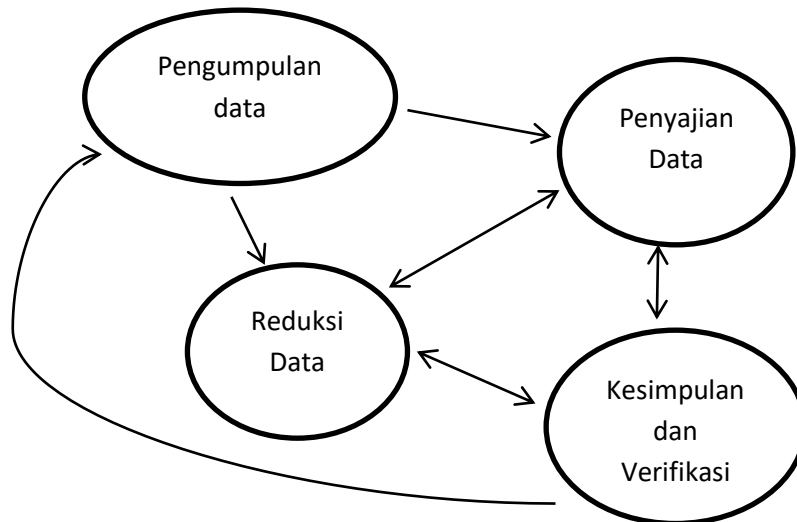 Pengumpulan
data
Penyajian
Data
Reduksi
Data
Kesimpulan
dan
Verifikasi